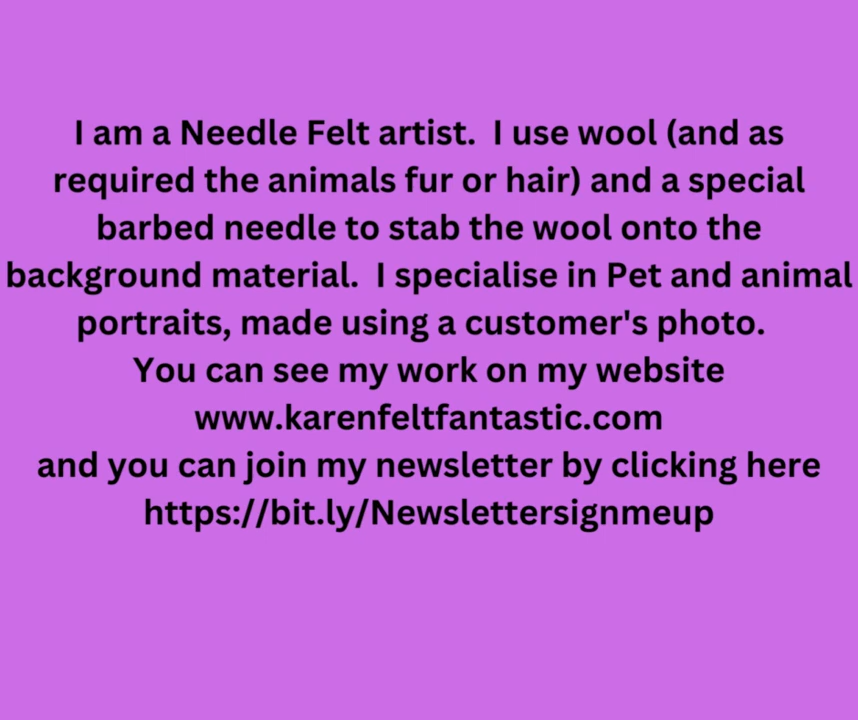 I am a Needle Felt artist.  I use wool (and as
required the animals fur or hair) and a special
barbed needle to stab the wool onto the
background material.  I specialise in Pet and animal
portraits, made using a customer's photo.
You can see my work on my website
www.karenfeltfantastic.com
and you can join my newsletter by clicking here
https://bit.ly/Newslettersignmeup